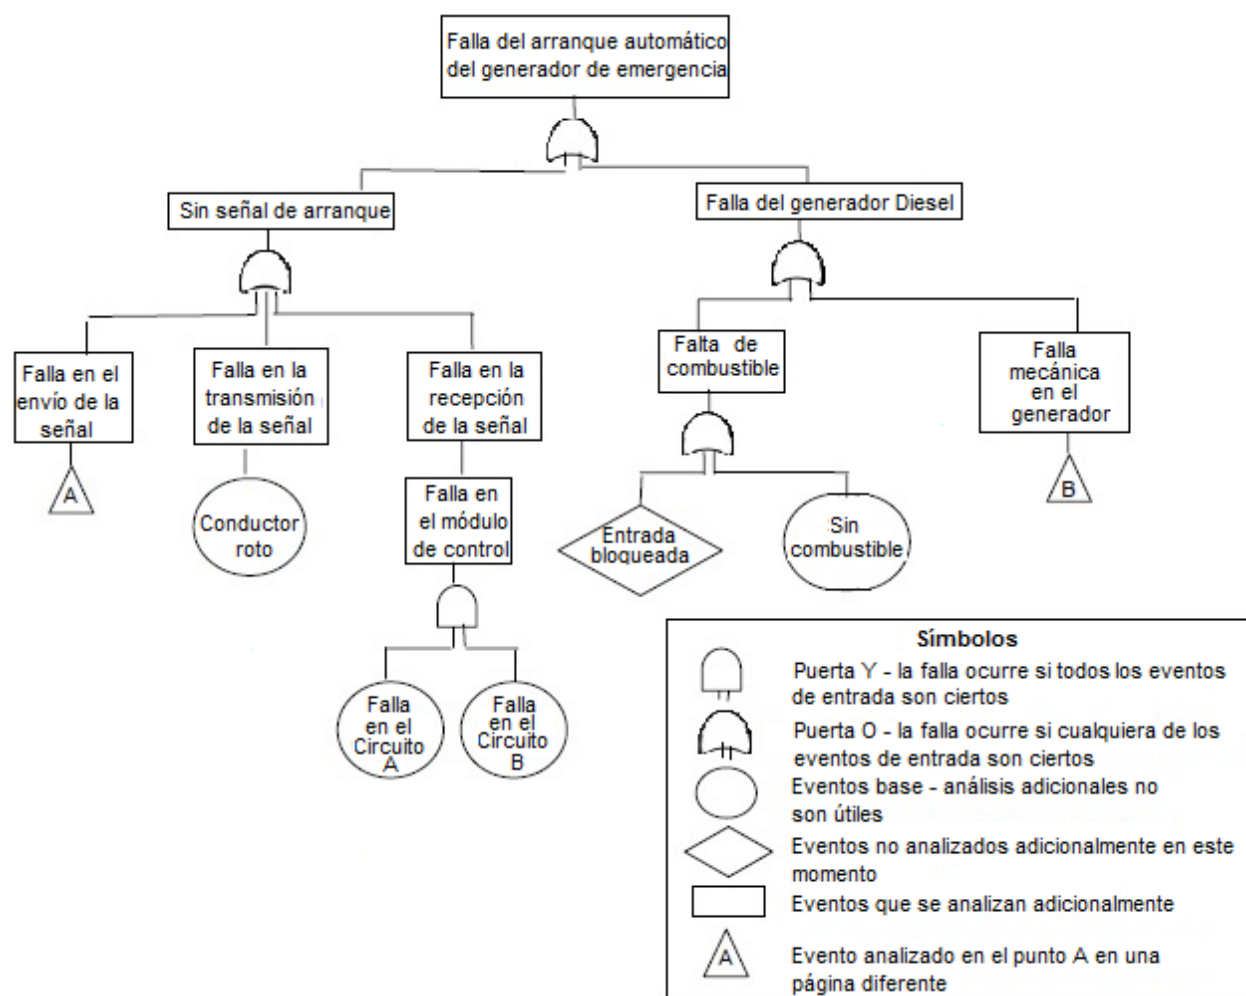 Falla del arranque automático
del generador de emergencia
Sin señal de arranque
Falla del generador Diesel
Falla en el
envío de la
señal
Falla en la
transmisión
de la señal
Falla en la
recepción
de la señal
Falta de
combustible
Falla
mecánica
en el
generador
A
Conductor
roto
Falla en
el módulo
de control
Entrada
bloqueada
Sin
combustible
B
Falla
en el
Circuito
A
Falla
en el
Circuito
B
Símbolos
Puerta Y - la falla ocurre si todos los eventos
de entrada son ciertos
Puerta O - la falla ocurre si cualquiera de los
eventos de entrada son ciertos
Eventos base - análisis adicionales no
son útiles
Eventos no analizados adicionalmente en este
momento
Eventos que se analizan adicionalmente
A
Evento analizado en el punto A en una
página diferente